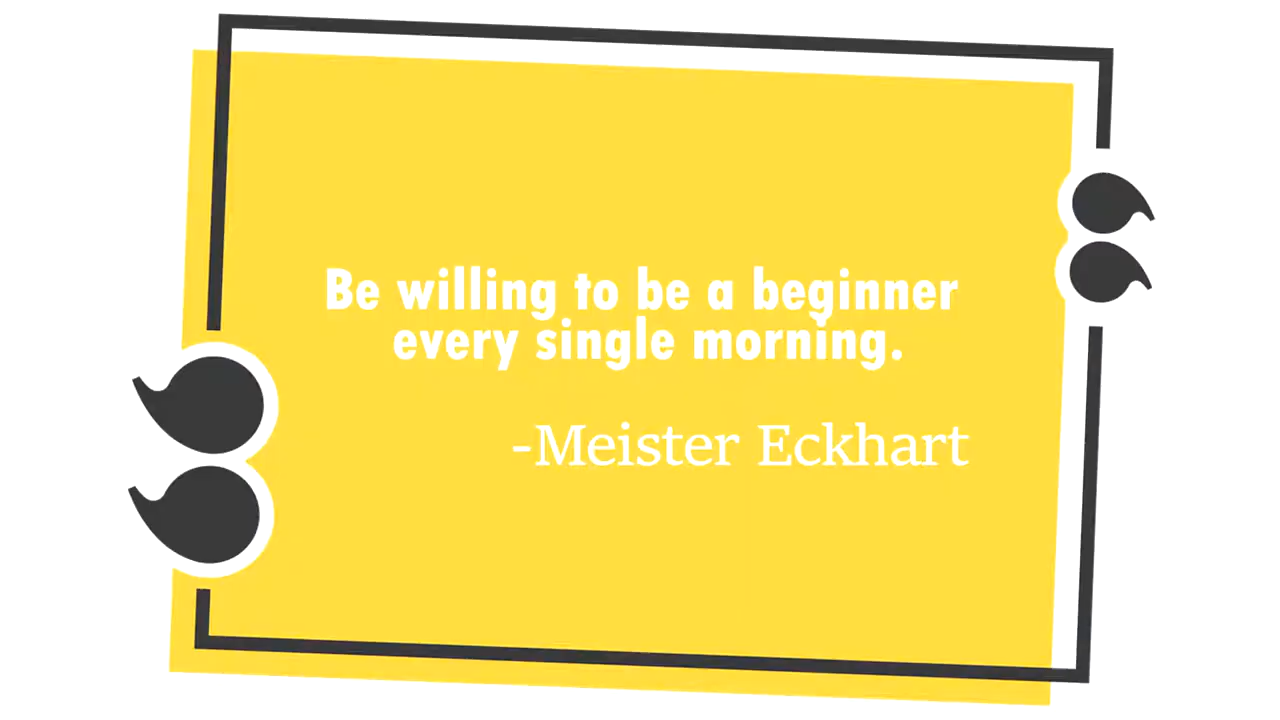 Be willing to be a beginner
every single morning.
-Meister Eckhart